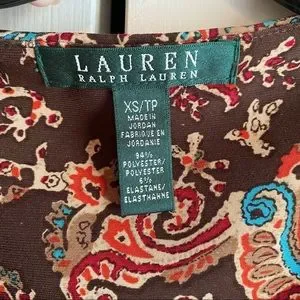 LAUREN
RALPH LAUREN
XS/TP
MADE IN
JORDAN
FABRIQUE EN
JORDANIE
94%
POLYESTER/
POLYESTER
6%
ELASTANE/
ELASTHANNE